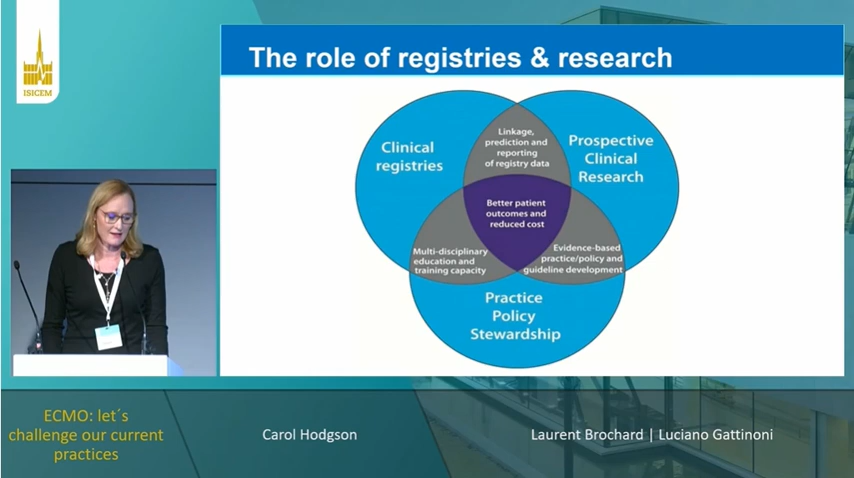 ISICEM
The role of registries & research
Clinical
registries
Linkage,
prediction and
reporting
of registry data
Prospective
Clinical
Research
Better patient
outcomes and
reduced cost
Multi-disciplinary
education and
training capacity
Evidence-based
practice/policy and
guideline development
Practice
Policy
Stewardship
ECMO: let´s
challenge our current
practices
Carol Hodgson
Laurent Brochard | Luciano Gattinoni